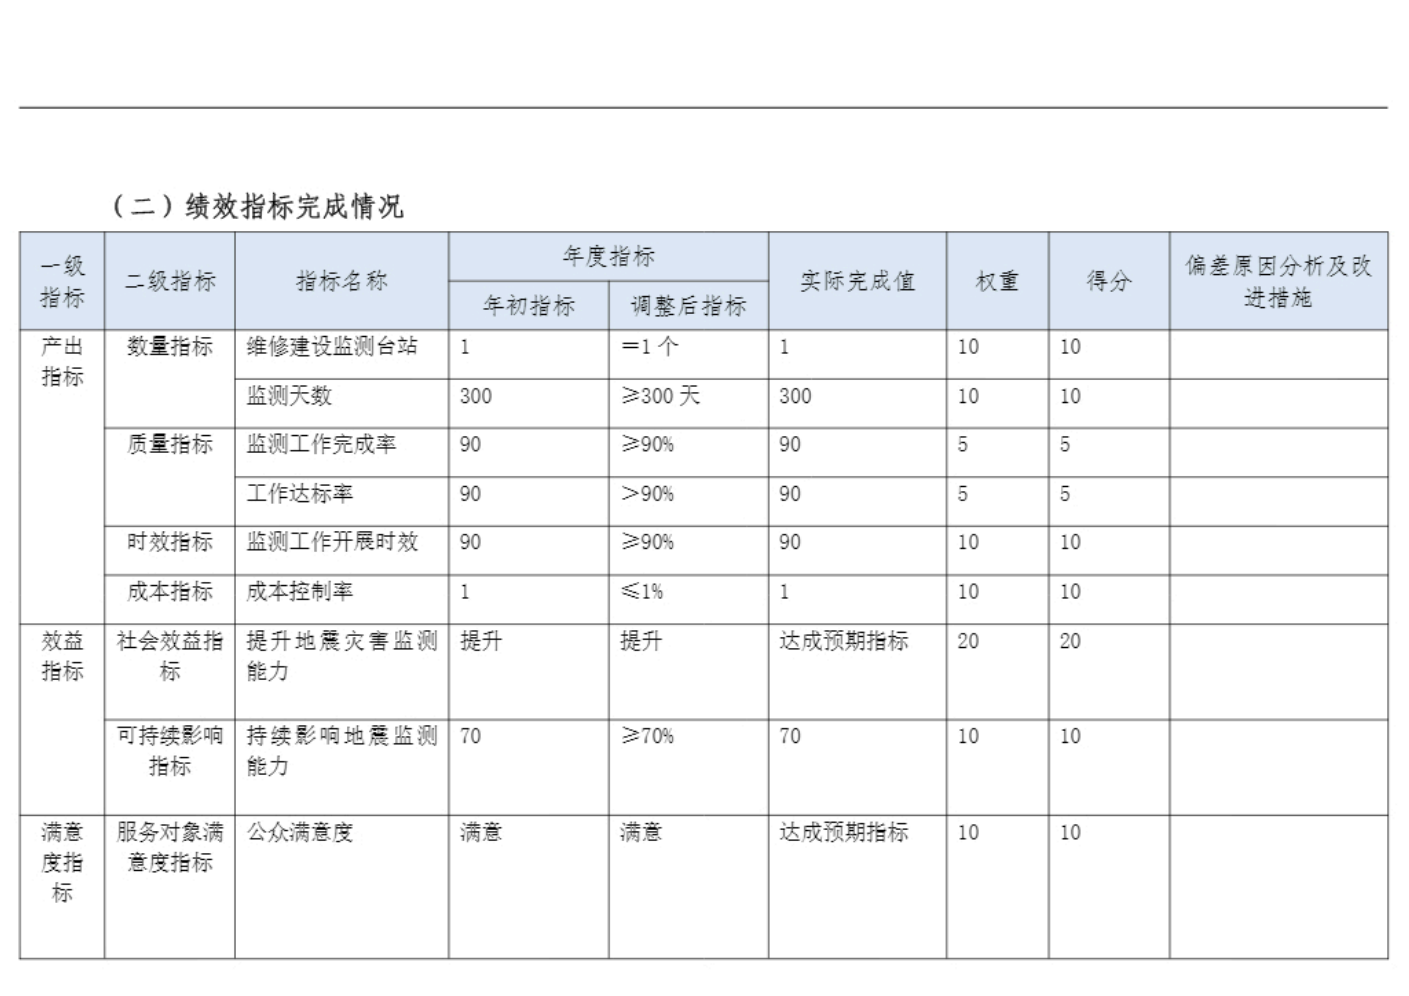 （二）绩效指标完成情况
一级指标 二级指标 指标名称 年度指标 实际完成值 权重 得分 偏差原因分析及改进措施
年初指标 调整后指标
产出指标 数量指标 维修建设监测台站 1 ＝1 个 1 10 10
监测天数 300 ≥300 天 300 10 10
质量指标 监测工作完成率 90 ≥90% 90 5 5
工作达标率 90 >90% 90 5 5
时效指标 监测工作开展时效 90 ≥90% 90 10 10
成本指标 成本控制率 1 ≤1% 1 10 10
效益指标 社会效益指标 提升地震灾害监测能力 提升 提升 达成预期指标 20 20
可持续影响指标 持续影响地震监测能力 70 ≥70% 70 10 10
满意度指标 服务对象满意度指标 公众满意度 满意 满意 达成预期指标 10 10